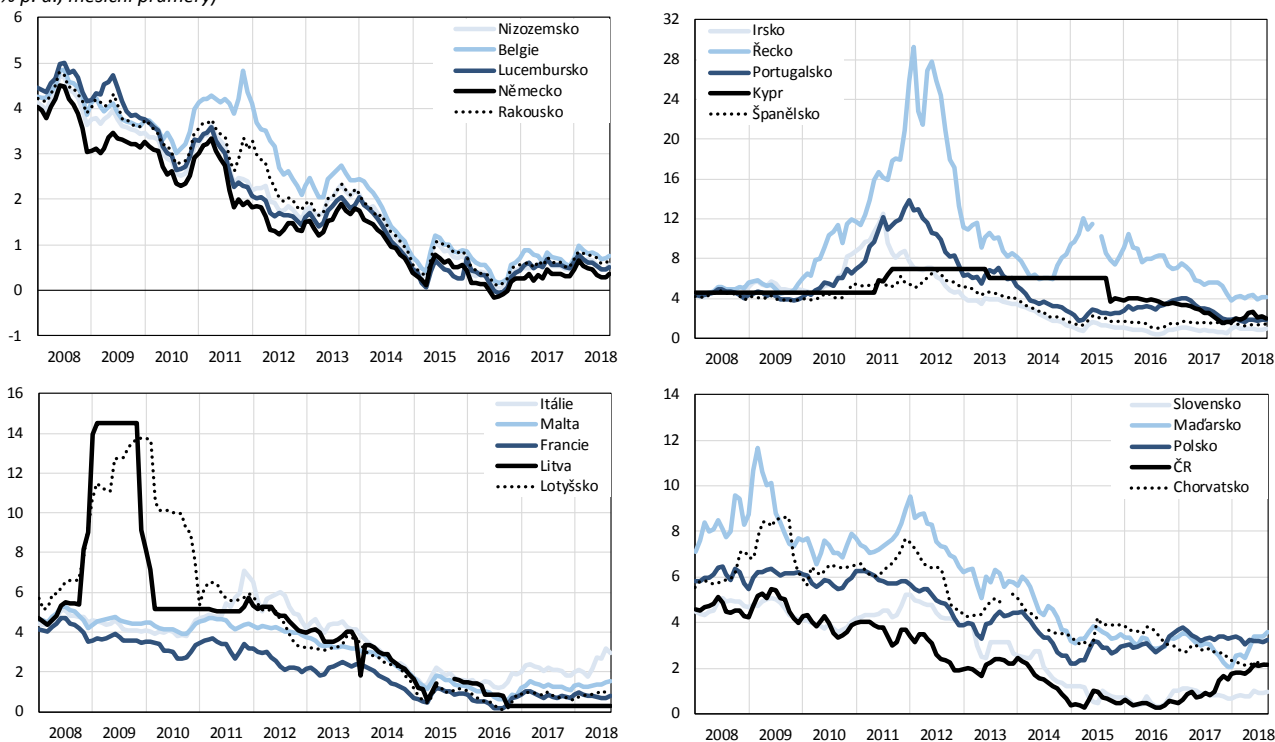 % p. a., měsíční průměry)
6
5
4
3
2
1
0
-1
Nizozemsko
Belgie
Lucembursko
Německo
Rakousko
2008 2009 2010 2011 2012 2013 2014 2015 2016 2017 2018
32
28
24
20
16
12
8
4
0
Irsko
Řecko
Portugalsko
Kypr
Španělsko
2008 2009 2010 2011 2012 2013 2014 2015 2016 2017 2018
16
14
12
10
8
6
4
2
0
Itálie
Malta
Francie
Litva
Lotyšsko
2008 2009 2010 2011 2012 2013 2014 2015 2016 2017 2018
14
12
10
8
6
4
2
0
Slovensko
Maďarsko
Polsko
ČR
Chorvatsko
2008 2009 2010 2011 2012 2013 2014 2015 2016 2017 2018